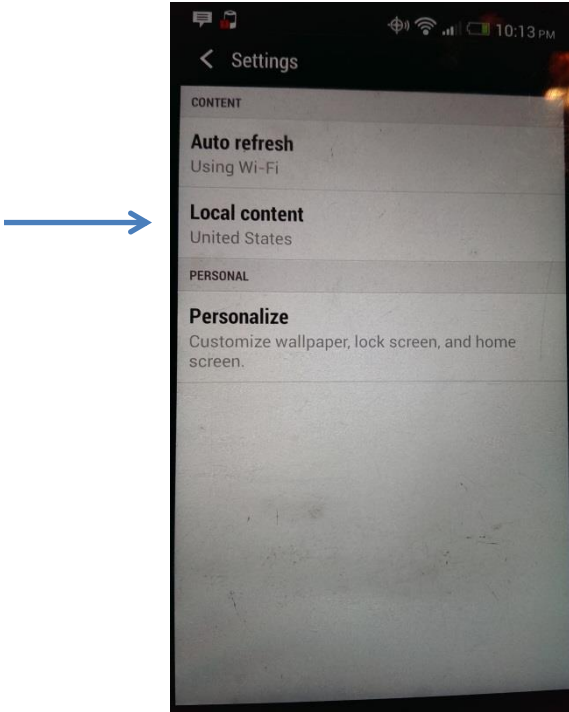 10:13 PM
Settings
CONTENT
Auto refresh
Using Wi-Fi
Local content
United States
PERSONAL
Personalize
Customize wallpaper, lock screen, and home
screen.